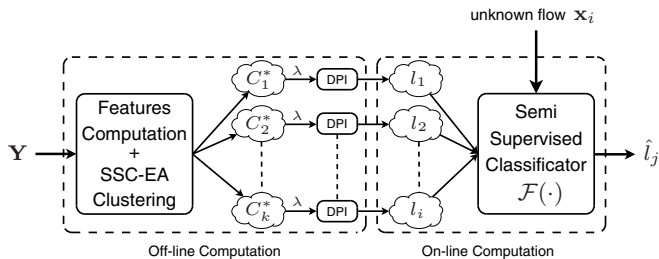 unknown flow x_i
Y
Features
Computation
+
SSC-EA
Clustering
C_1^* λ DPI l_1
C_2^* λ DPI l_2
C_k^* λ DPI l_i
Semi
Supervised
Classificator
F(·)
l̂_j
Off-line Computation
On-line Computation